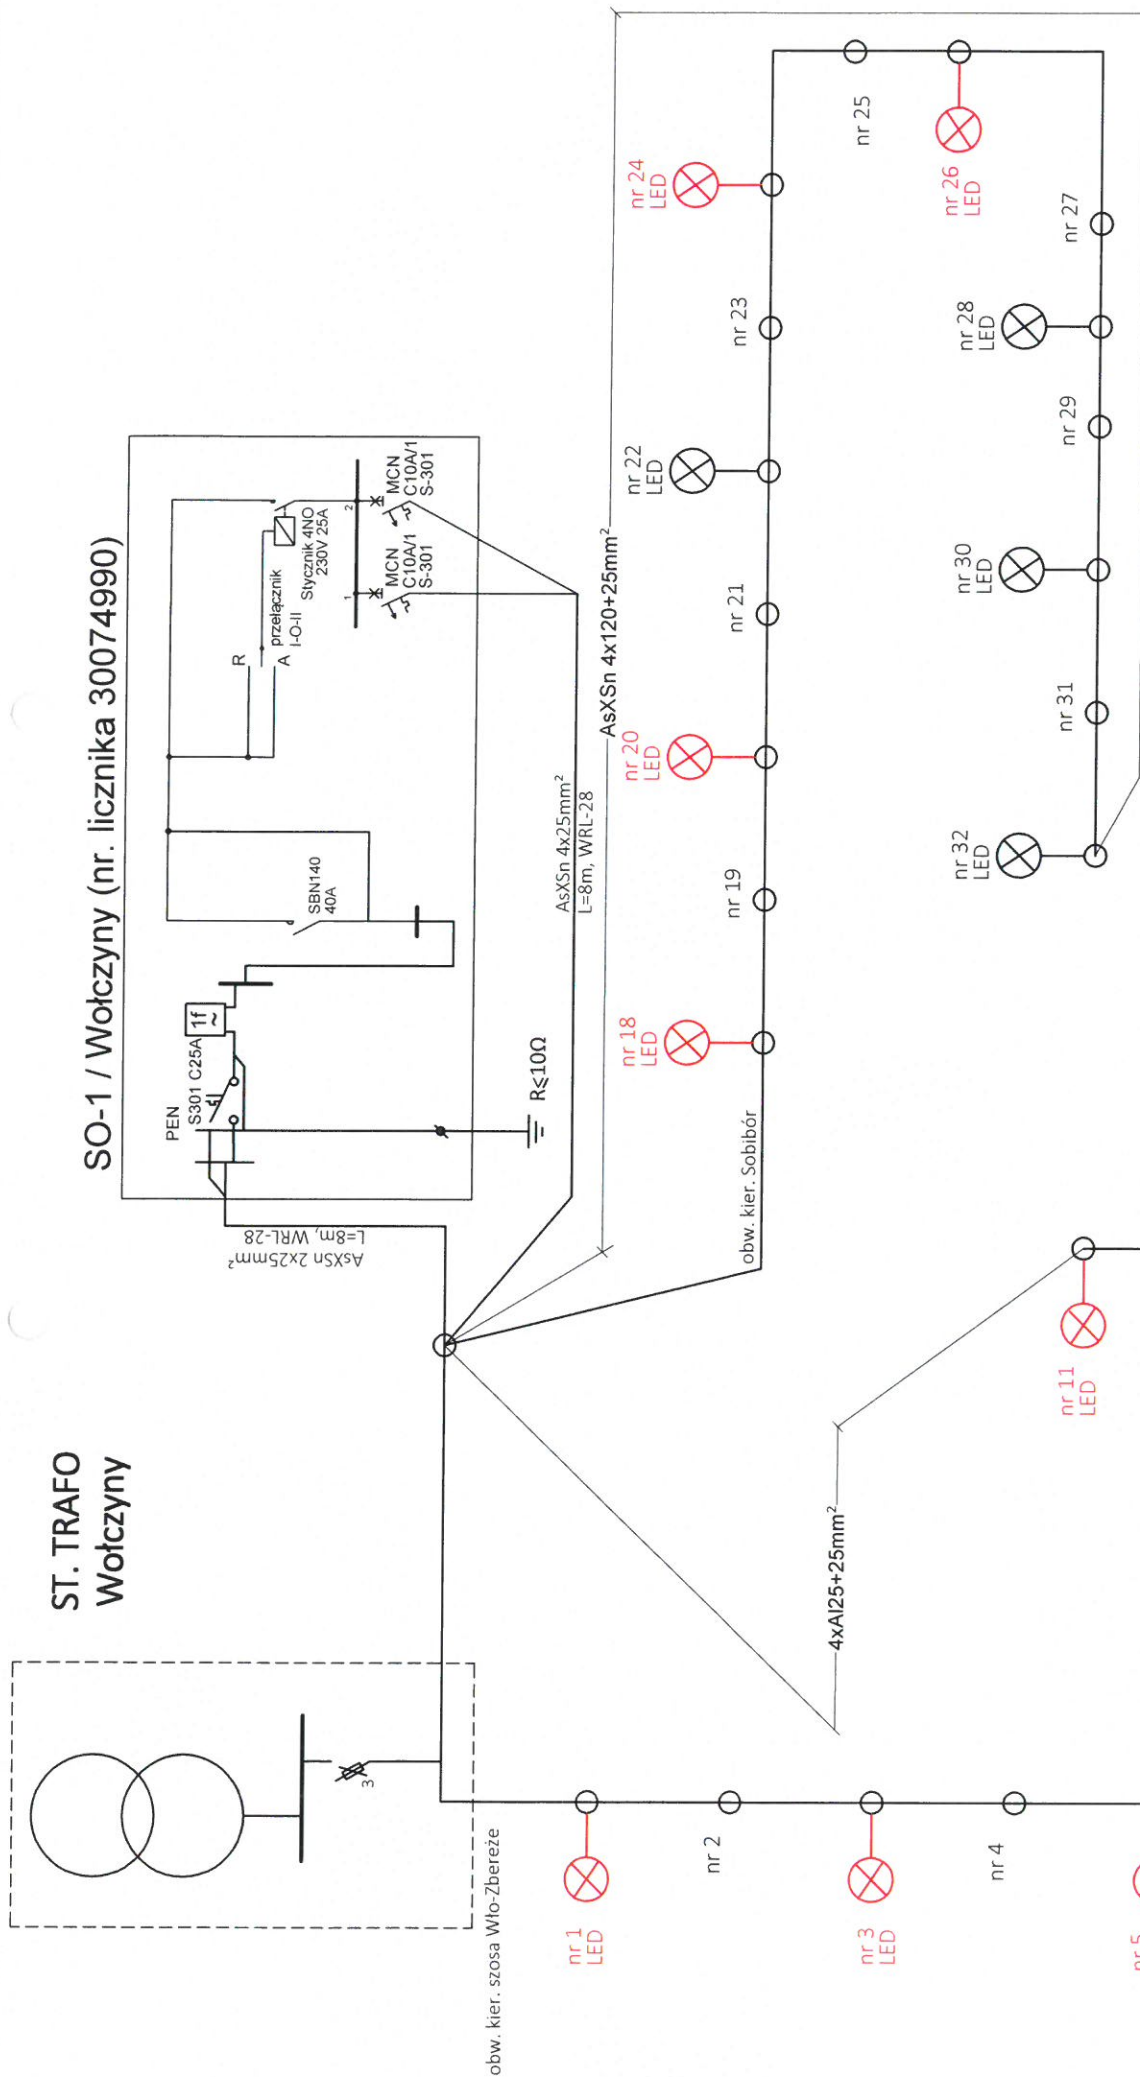 ST. TRAFO
Wołczyny
SO-1 / Wołczyny (nr. licznika 30074990)
PEN
S301 C25A
1f
~
SBN140
40A
R
A
przełącznik
I-O-II
Stycznik 4NO
230V 25A
1
2
MCN
C10A/1
S-301
MCN
C10A/1
S-301
R≤10Ω
AsXSn 2x25mm²
L=8m, WRL-28
AsXSn 4x25mm²
L=8m, WRL-28
AsXSn 4x120+25mm²
3
obw. kier. szosa Wło-Zbereże
obw. kier. Sobibór
4xAl25+25mm²
nr 18
LED
nr 19
nr 20
LED
nr 21
nr 22
LED
nr 23
nr 24
LED
nr 25
nr 26
LED
nr 27
nr 28
LED
nr 29
nr 30
LED
nr 31
nr 32
LED
nr 11
LED
nr 1
LED
nr 2
nr 3
LED
nr 4
nr 5